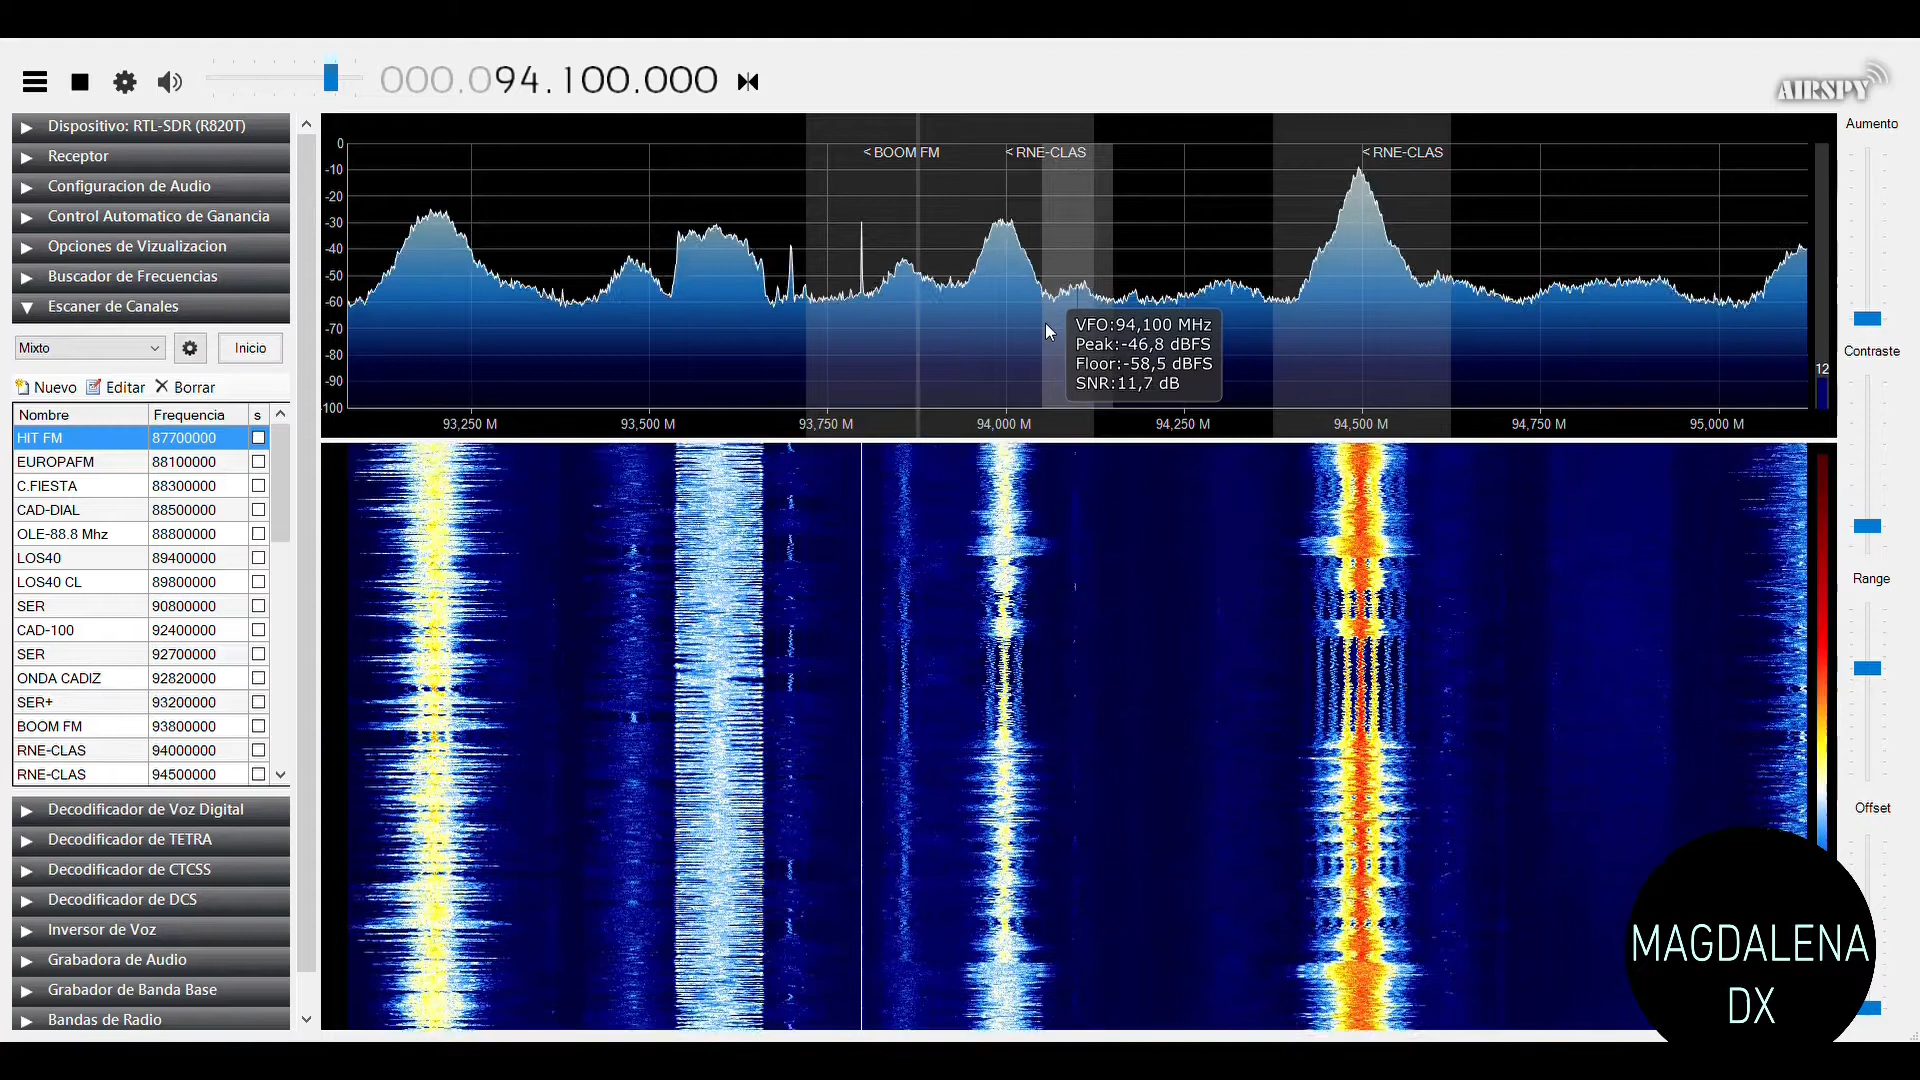 000.094.100.000
AIRSPY
Dispositivo: RTL-SDR (R820T)
Receptor
Configuracion de Audio
Control Automatico de Ganancia
Opciones de Vizualizacion
Buscador de Frecuencias
Escaner de Canales
Mixto
Inicio
Nuevo Editar Borrar
Nombre Frequencia s
HIT FM 87700000
EUROPAFM 88100000
C.FIESTA 88300000
CAD-DIAL 88500000
OLE-88.8 Mhz 88800000
LOS40 89400000
LOS40 CL 89800000
SER 90800000
CAD-100 92400000
SER 92700000
ONDA CADIZ 92820000
SER+ 93200000
BOOM FM 93800000
RNE-CLAS 94000000
RNE-CLAS 94500000
Decodificador de Voz Digital
Decodificador de TETRA
Decodificador de CTCSS
Decodificador de DCS
Inversor de Voz
Grabadora de Audio
Grabador de Banda Base
Bandas de Radio
< BOOM FM < RNE-CLAS < RNE-CLAS
0
-10
-20
-30
-40
-50
-60
-70
-80
-90
-100
VFO:94,100 MHz
Peak:-46,8 dBFS
Floor:-58,5 dBFS
SNR:11,7 dB
12
93,250 M 93,500 M 93,750 M 94,000 M 94,250 M 94,500 M 94,750 M 95,000 M
Aumento
Contraste
Range
Offset
MAGDALENA
DX